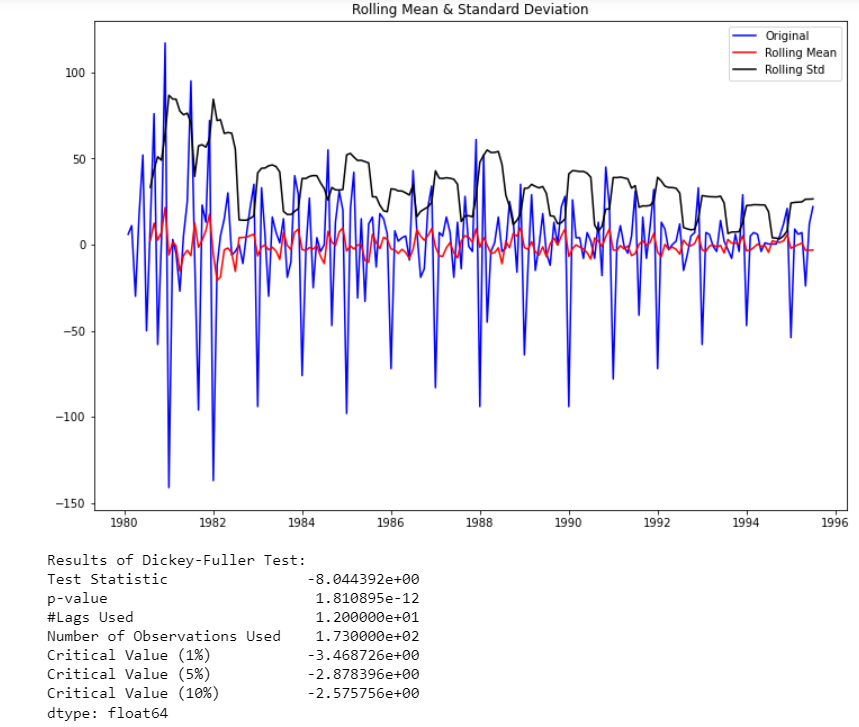 Rolling Mean & Standard Deviation
Original
Rolling Mean
Rolling Std
100
50
0
−50
−100
−150
1980
1982
1984
1986
1988
1990
1992
1994
1996
Results of Dickey-Fuller Test:
Test Statistic -8.044392e+00
p-value 1.810895e-12
#Lags Used 1.200000e+01
Number of Observations Used 1.730000e+02
Critical Value (1%) -3.468726e+00
Critical Value (5%) -2.878396e+00
Critical Value (10%) -2.575756e+00
dtype: float64